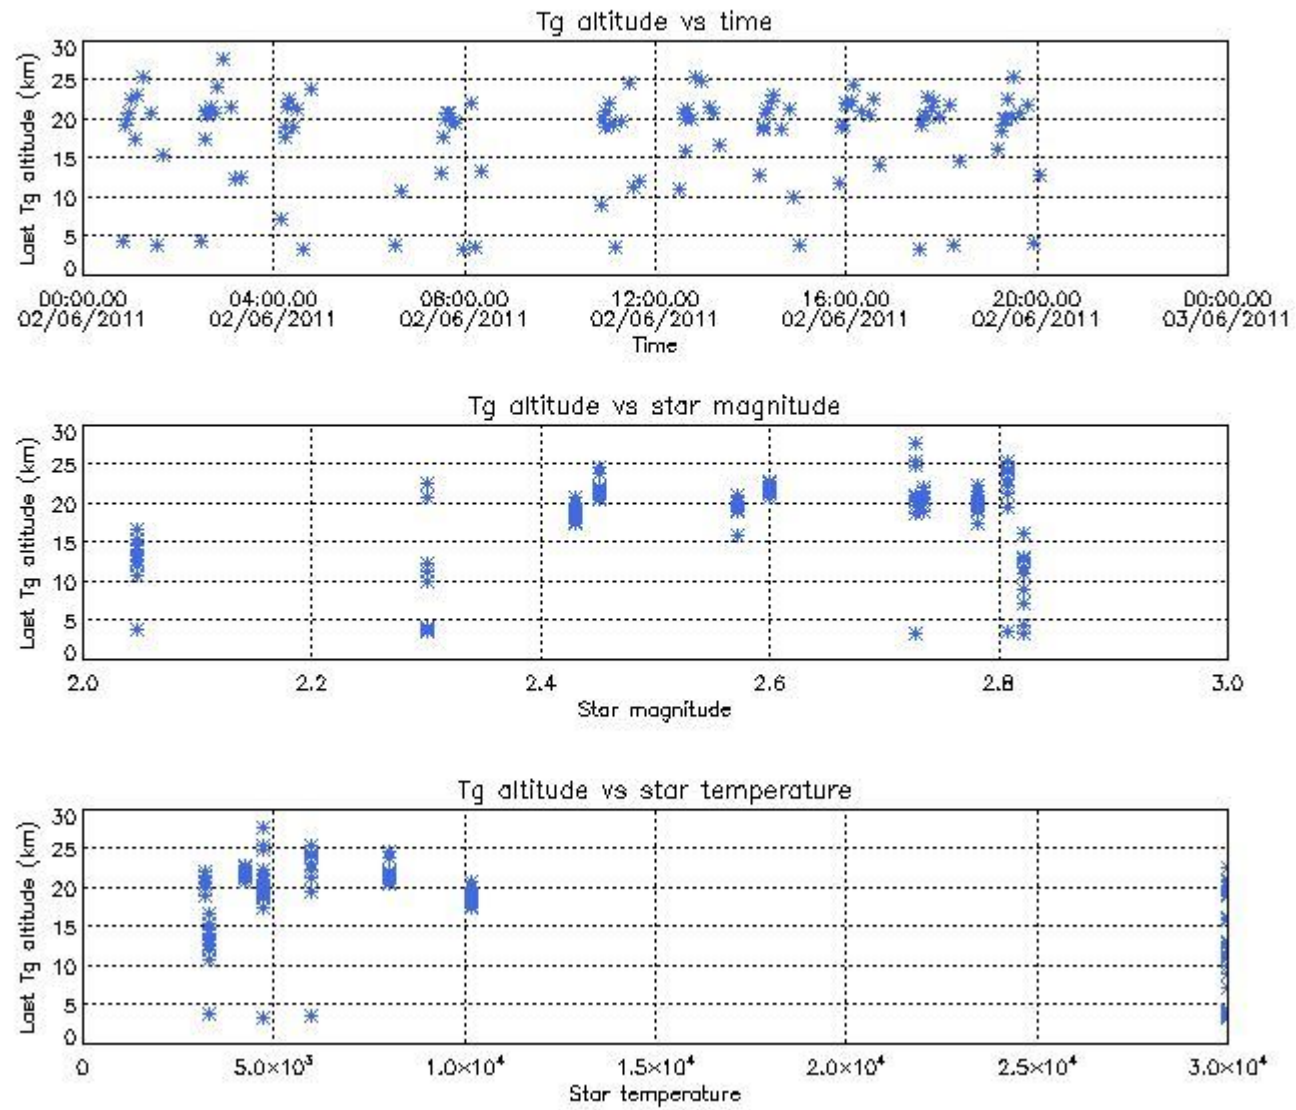 Tg altitude vs time
Last Tg altitude (km)
30
25
20
15
10
5
0
00:00.00 04:00.00 08:00.00 12:00.00 16:00.00 20:00.00 00:00.00
02/06/2011 02/06/2011 02/06/2011 02/06/2011 02/06/2011 02/06/2011 03/06/2011
Time
Tg altitude vs star magnitude
Last Tg altitude (km)
30
25
20
15
10
5
0
2.0 2.2 2.4 2.6 2.8 3.0
Star magnitude
Tg altitude vs star temperature
Last Tg altitude (km)
30
25
20
15
10
5
0
0 5.0×10³ 1.0×10⁴ 1.5×10⁴ 2.0×10⁴ 2.5×10⁴ 3.0×10⁴
Star temperature